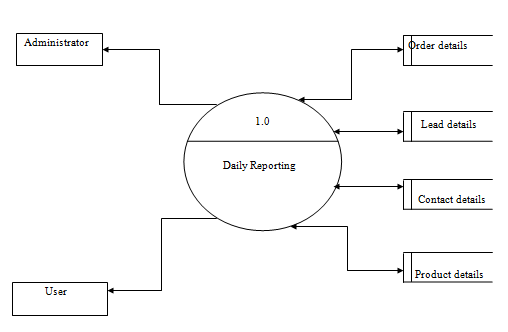 Administrator
Order details
1.0
Lead details
Daily Reporting
Contact details
Product details
User